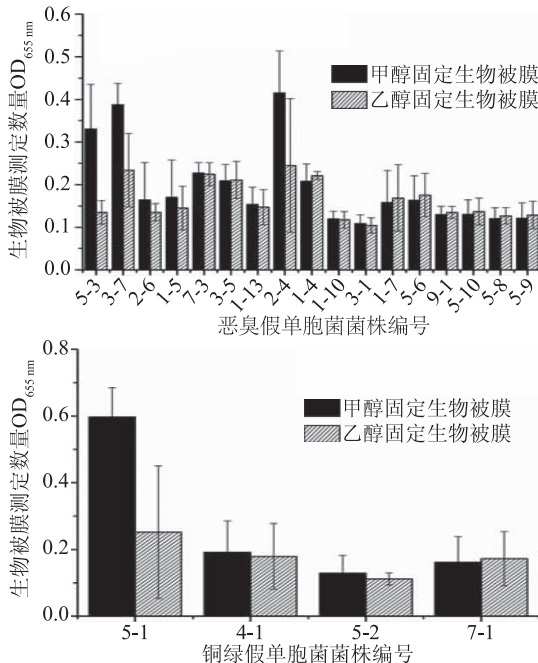 生物被膜测定数量OD655 nm
0.6
0.5
0.4
0.3
0.2
0.1
0.0
甲醇固定生物被膜
乙醇固定生物被膜
5-3 3-7 2-6 1-5 7-3 3-5 1-13 2-4 1-4 1-10 3-1 1-7 5-6 9-1 5-10 5-8 5-9
恶臭假单胞菌菌株编号
生物被膜测定数量OD655 nm
0.8
0.6
0.4
0.2
0.0
甲醇固定生物被膜
乙醇固定生物被膜
5-1 4-1 5-2 7-1
铜绿假单胞菌菌株编号